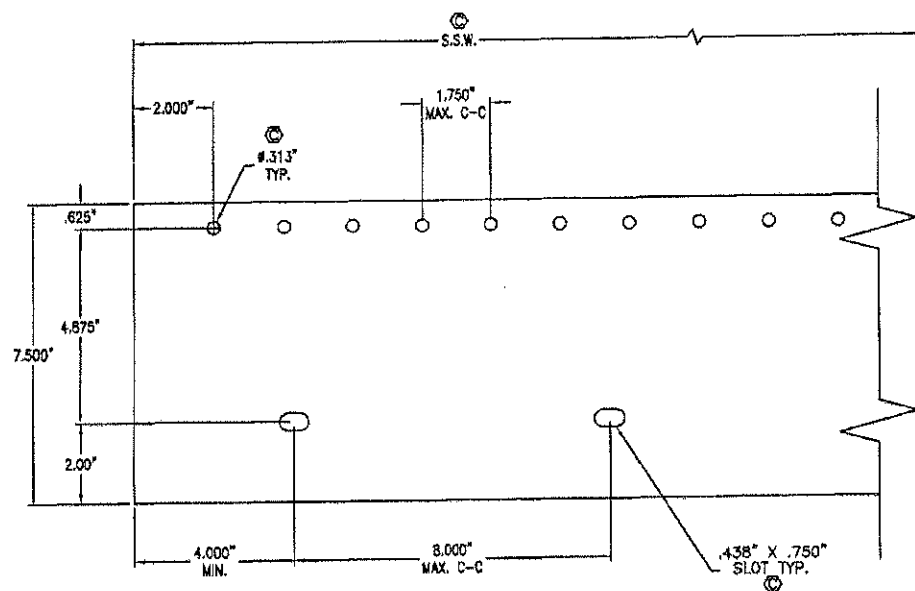 C
S.S.W.
2.000"
1.750"
MAX. C-C
C
ø.313"
TYP.
.625"
4.875"
7.500"
2.00"
4.000"
MIN.
8.000"
MAX. C-C
.438" X .750"
SLOT TYP.
C